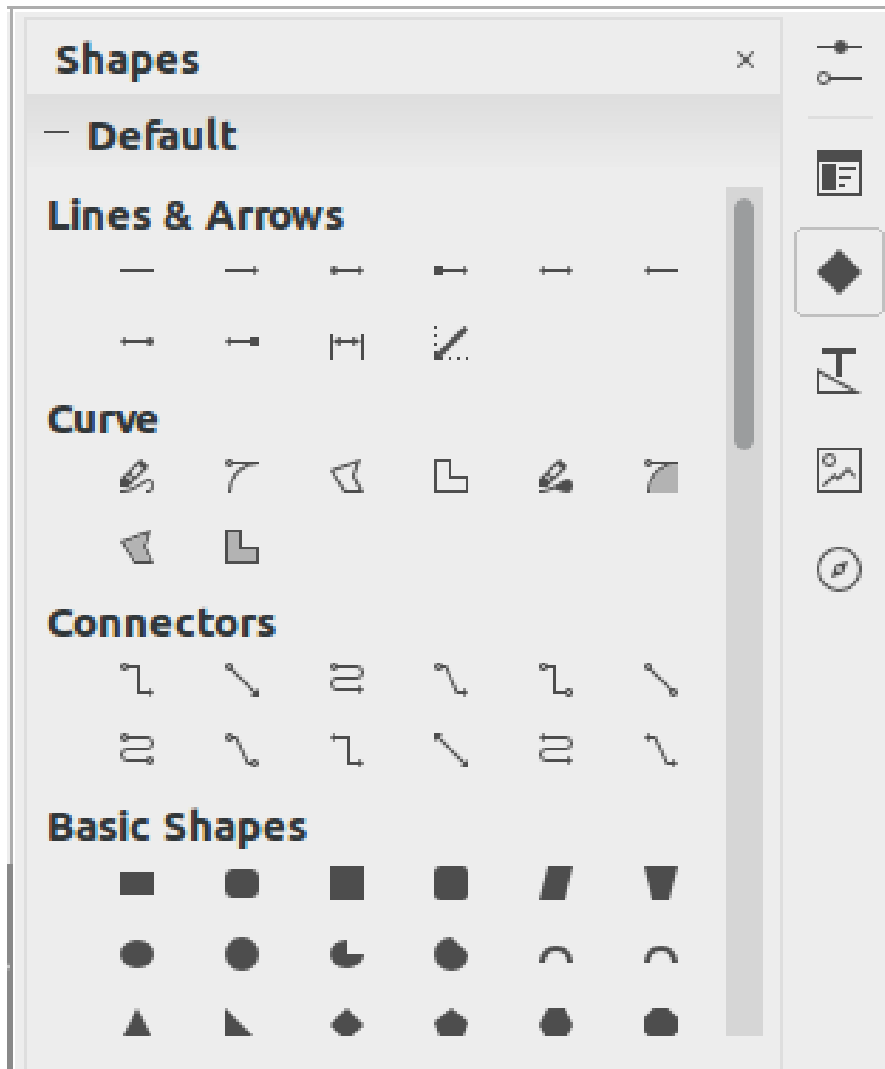 Shapes
Default
Lines & Arrows
Curve
Connectors
Basic Shapes